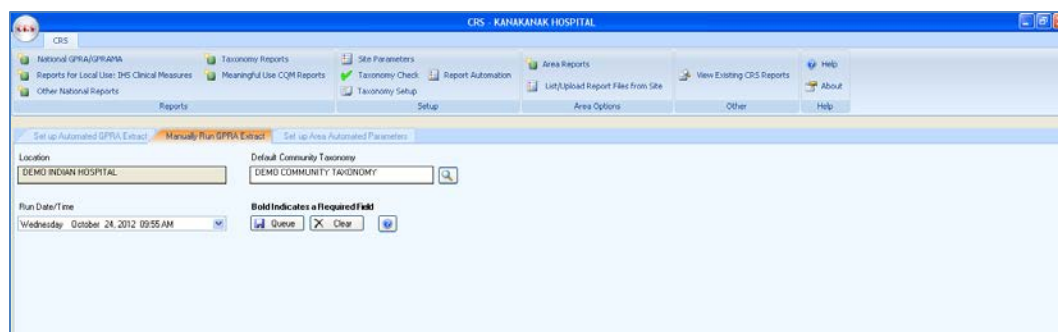 CRS - KANAKANAK HOSPITAL
CRS
National GPRA/GPRAMA
Reports for Local Use: IHS Clinical Measures
Other National Reports
Taxonomy Reports
Meaningful Use CQM Reports
Reports
Site Parameters
Taxonomy Check
Report Automation
Taxonomy Setup
Setup
Area Reports
List/Upload Report Files from Site
Area Options
View Existing CRS Reports
Other
Help
About
Help
Set up Automated GPRA Extract
Manually Run GPRA Extract
Set up Area Automated Parameters
Location
DEMO INDIAN HOSPITAL
Default Community Taxonomy
DEMO COMMUNITY TAXONOMY
Run Date/Time
Wednesday October 24, 2012 09:55 AM
Bold Indicates a Required Field
Queue
Clear